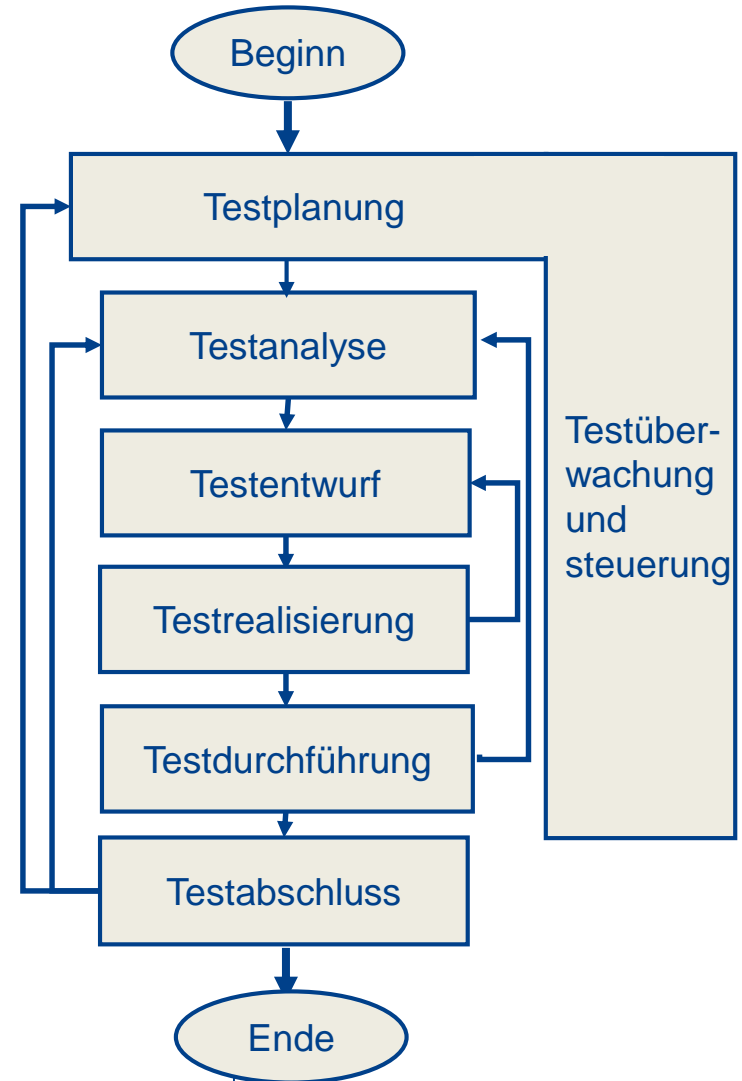 Beginn
Testplanung
Testanalyse
Testentwurf
Testrealisierung
Testdurchführung
Testabschluss
Ende
Testüber-
wachung
und
steuerung